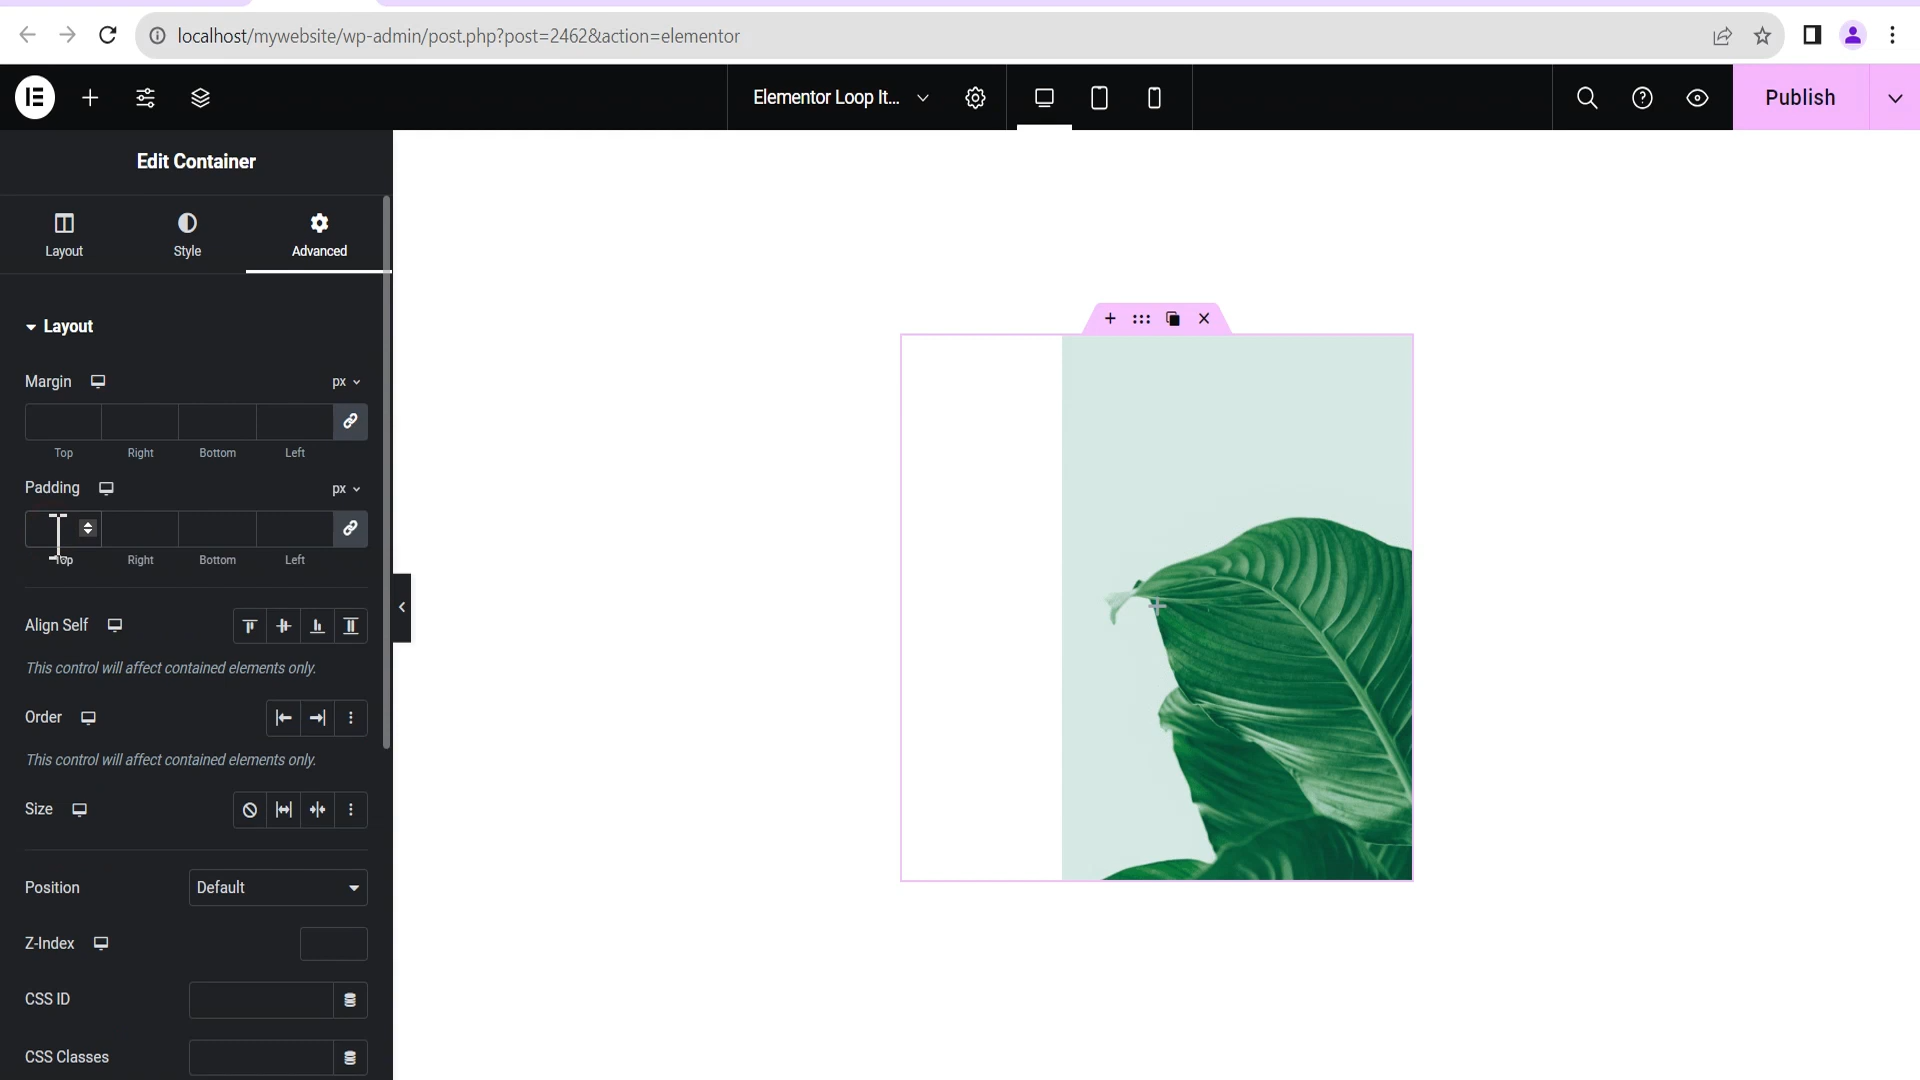 localhost/mywebsite/wp-admin/post.php?post=2462&action=elementor
Elementor Loop It...
Publish
Edit Container
Layout
Style
Advanced
Layout
Margin
px
Top
Right
Bottom
Left
Padding
px
Top
Right
Bottom
Left
Align Self
This control will affect contained elements only.
Order
This control will affect contained elements only.
Size
Position
Default
Z-Index
CSS ID
CSS Classes